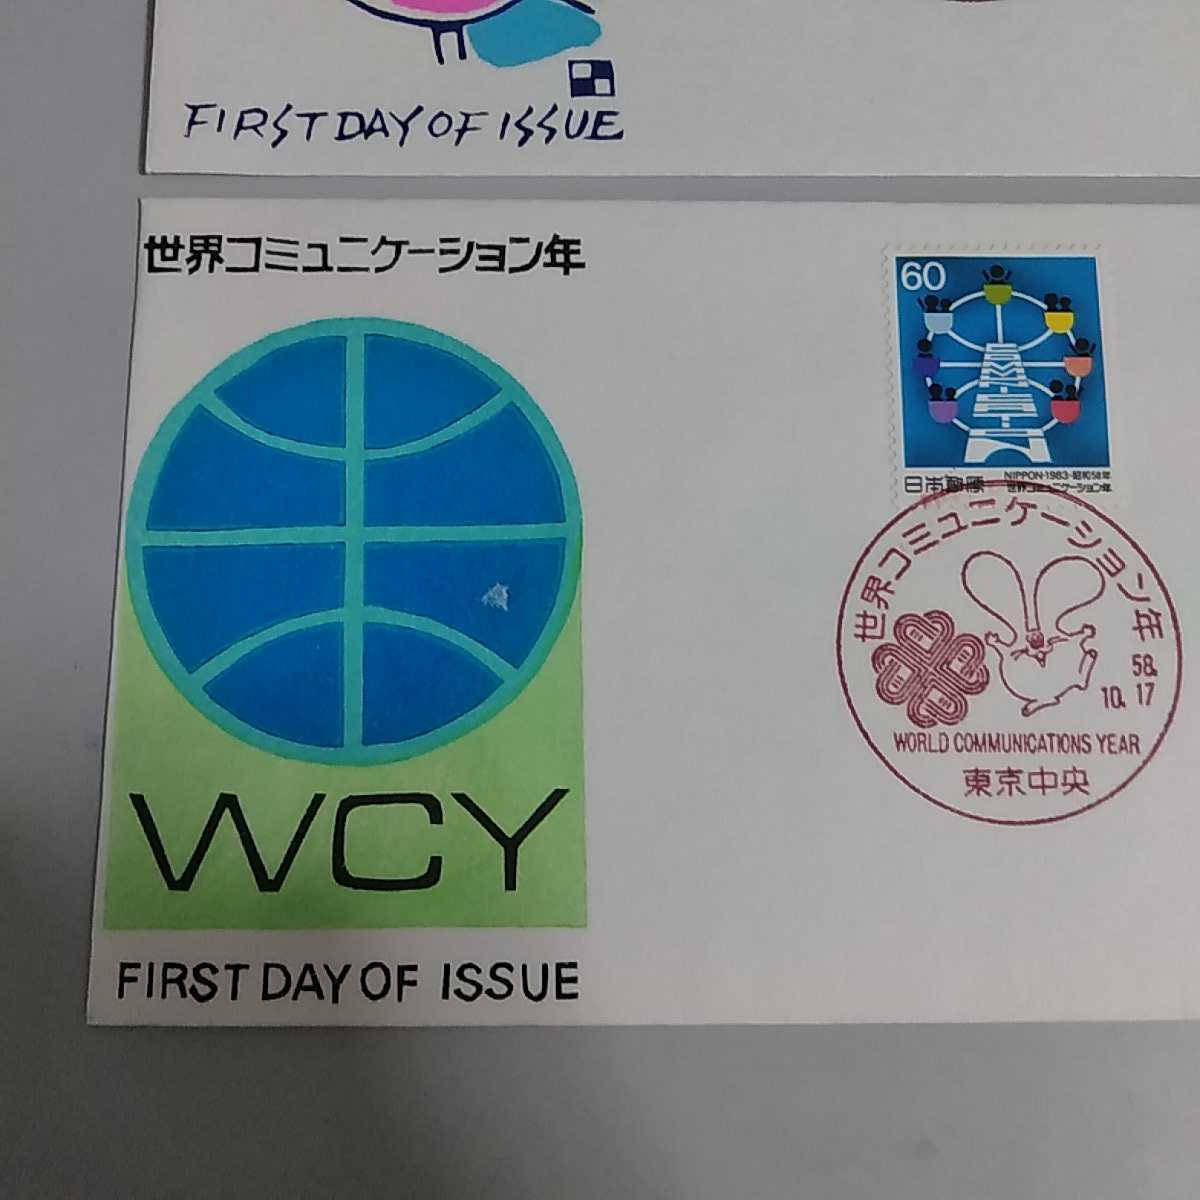 FIRST DAY OF ISSUE
世界コミュニケーション年
60
NIPPON・1983・昭和58年
日本郵便
世界コミュニケーション年
世界コミュニケーション年
58.
10. 17
WORLD COMMUNICATIONS YEAR
東京中央
WCY
FIRST DAY OF ISSUE